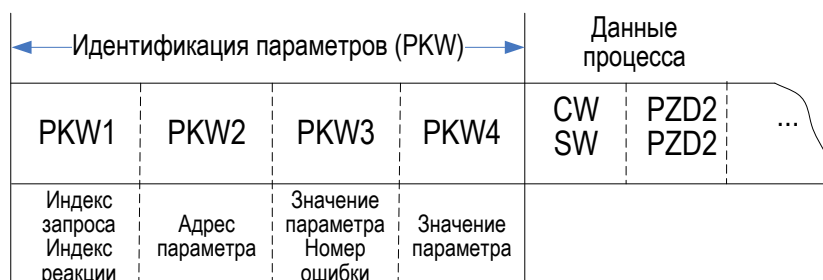 Идентификация параметров (PKW)
Данные
процесса
PKW1
PKW2
PKW3
PKW4
CW
SW
PZD2
PZD2
...
Индекс
запроса
Индекс
реакции
Адрес
параметра
Значение
параметра
Номер
ошибки
Значение
параметра